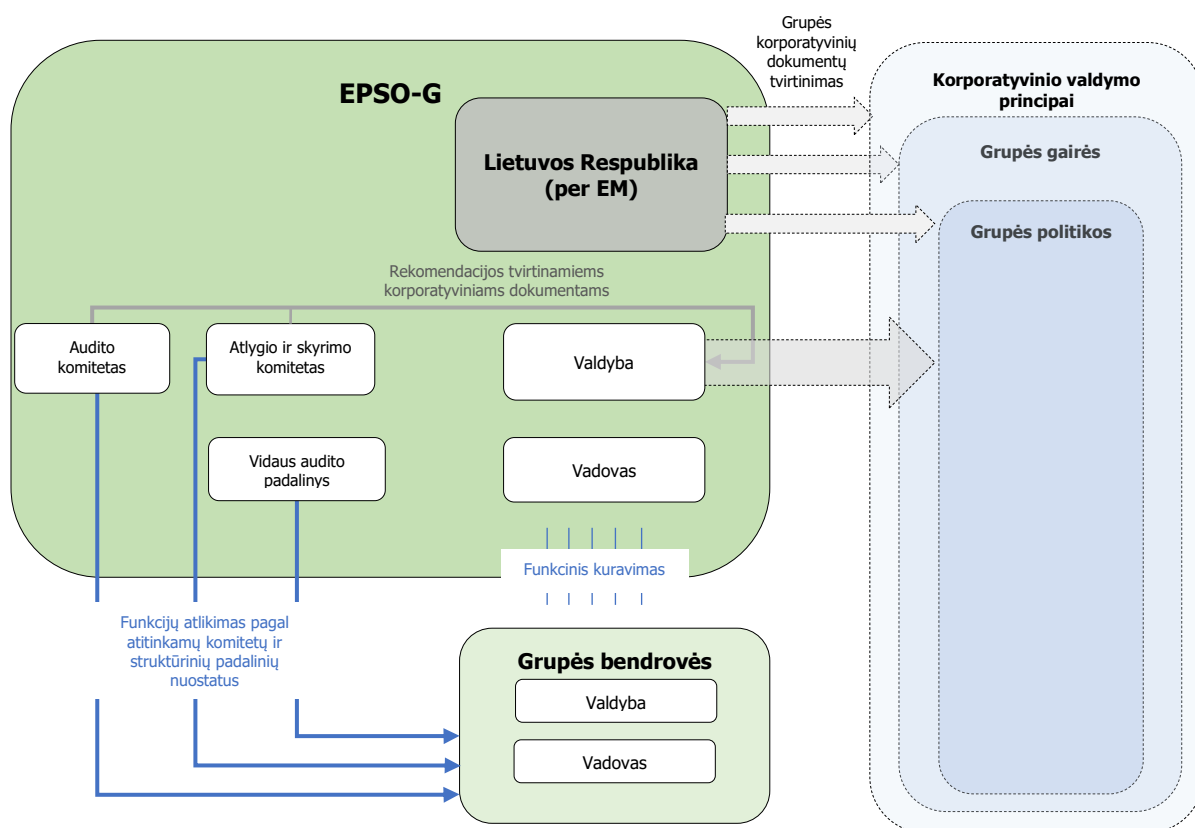 Grupės
korporatyvinių
dokumentų
tvirtinimas
EPSO-G
Korporatyvinio valdymo
principai
Lietuvos Respublika
(per EM)
Grupės gairės
Grupės politikos
Rekomendacijos tvirtinamiems
korporatyviniams dokumentams
Audito
komitetas
Atlygio ir skyrimo
komitetas
Valdyba
Vidaus audito
padalinys
Vadovas
Funkcinis kuravimas
Funkcijų atlikimas pagal
atitinkamų komitetų ir
struktūrinių padalinių
nuostatus
Grupės bendrovės
Valdyba
Vadovas